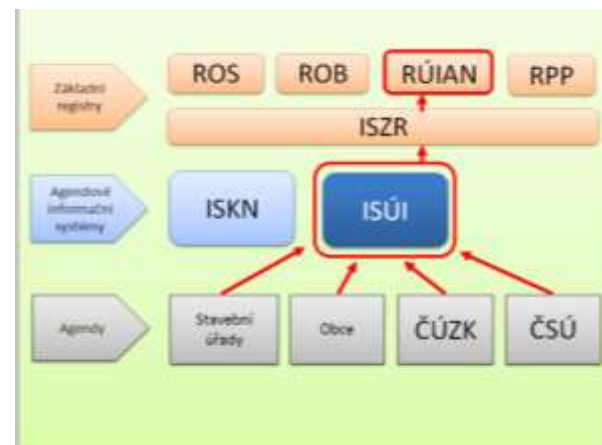 ROS
ROB
RÚIAN
RPP
Základní
registry
ISZR
Agendové
informační
systémy
ISKN
ISÚI
Agendy
Stavební
úřady
Obce
ČÚZK
ČSÚ